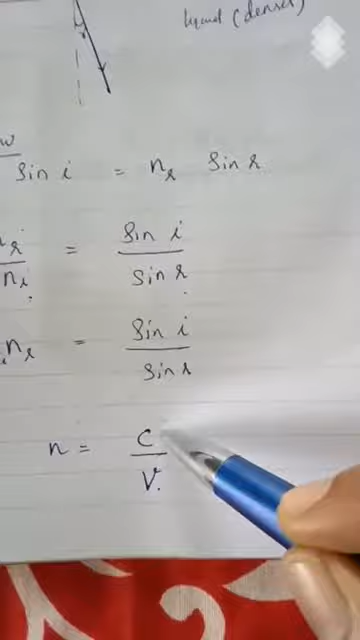 liquid (denser)
sin i = nr sin r
nr/ni = sin i/sin r
inr = sin i/sin r
n = c/v.